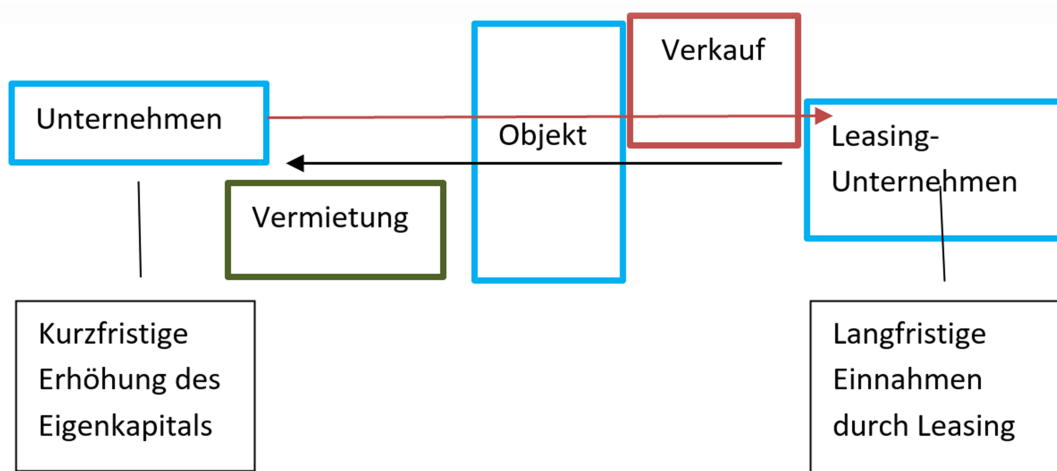 Verkauf
Unternehmen
Objekt
Leasing-
Unternehmen
Vermietung
Kurzfristige
Erhöhung des
Eigenkapitals
Langfristige
Einnahmen
durch Leasing